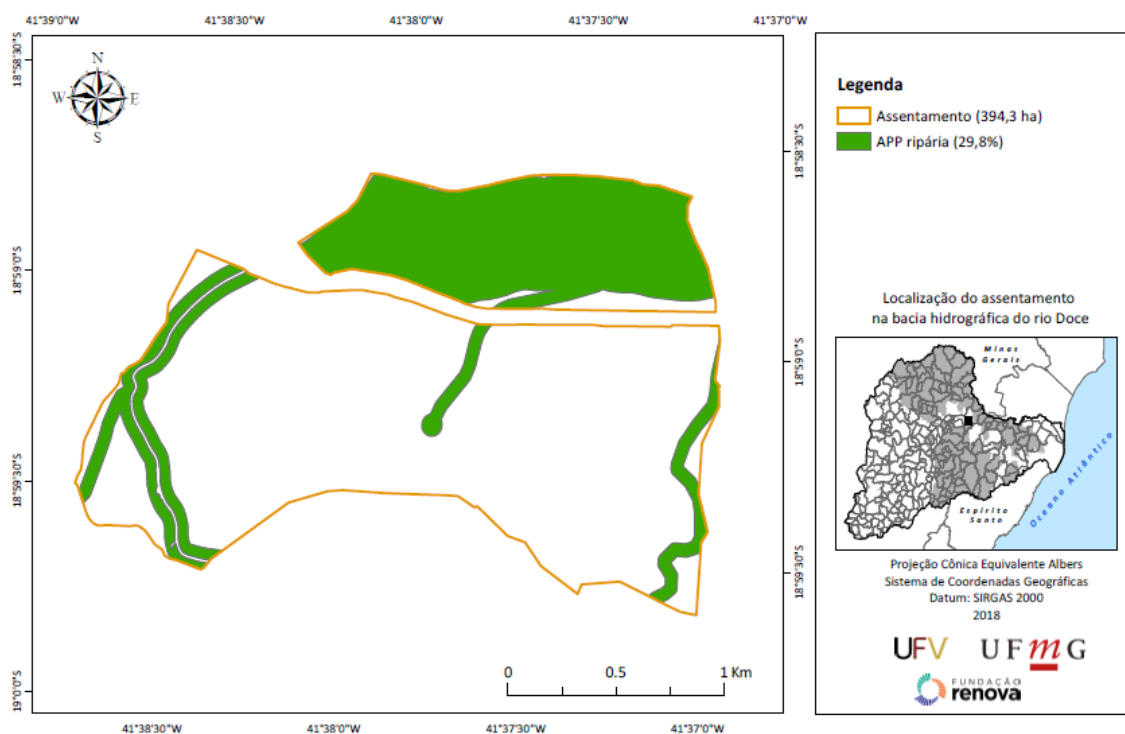 41°39'0"W 41°38'30"W 41°38'0"W 41°37'30"W 41°37'0"W
18°58'30"S
N
W E
S
18°58'30"S
18°59'0"S
18°59'0"S
18°59'30"S
18°59'30"S
19°0'0"S
0 0.5 1 Km
41°38'30"W 41°38'0"W 41°37'30"W 41°37'0"W
Legenda
Assentamento (394,3 ha)
APP ripária (29,8%)
Localização do assentamento
na bacia hidrográfica do rio Doce
Minas
Gerais
Espírito
Santo
Oceano Atlântico
Projeção Cônica Equivalente Albers
Sistema de Coordenadas Geográficas
Datum: SIRGAS 2000
2018
UFV UFmG
FUNDAÇÃO
renova